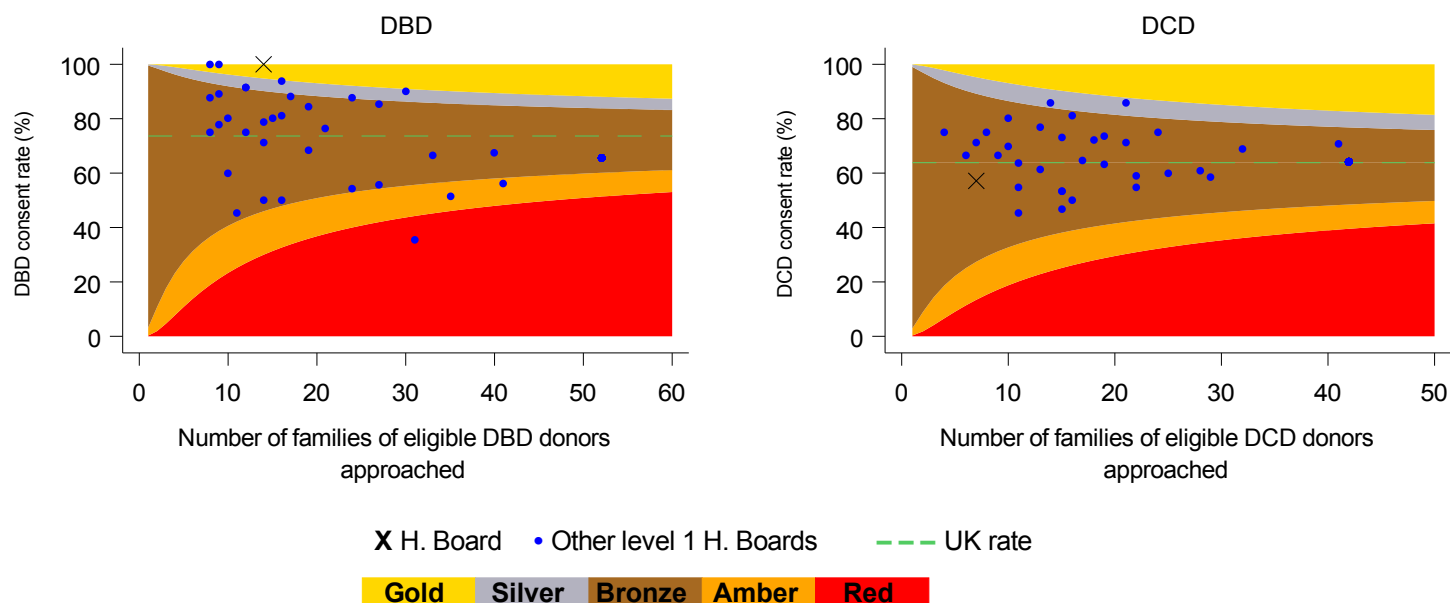 DBD
DBD consent rate (%)
100
80
60
40
20
0
0 10 20 30 40 50 60
Number of families of eligible DBD donors
approached
DCD
DCD consent rate (%)
100
80
60
40
20
0
0 10 20 30 40 50
Number of families of eligible DCD donors
approached
X H. Board Other level 1 H. Boards UK rate
Gold Silver Bronze Amber Red